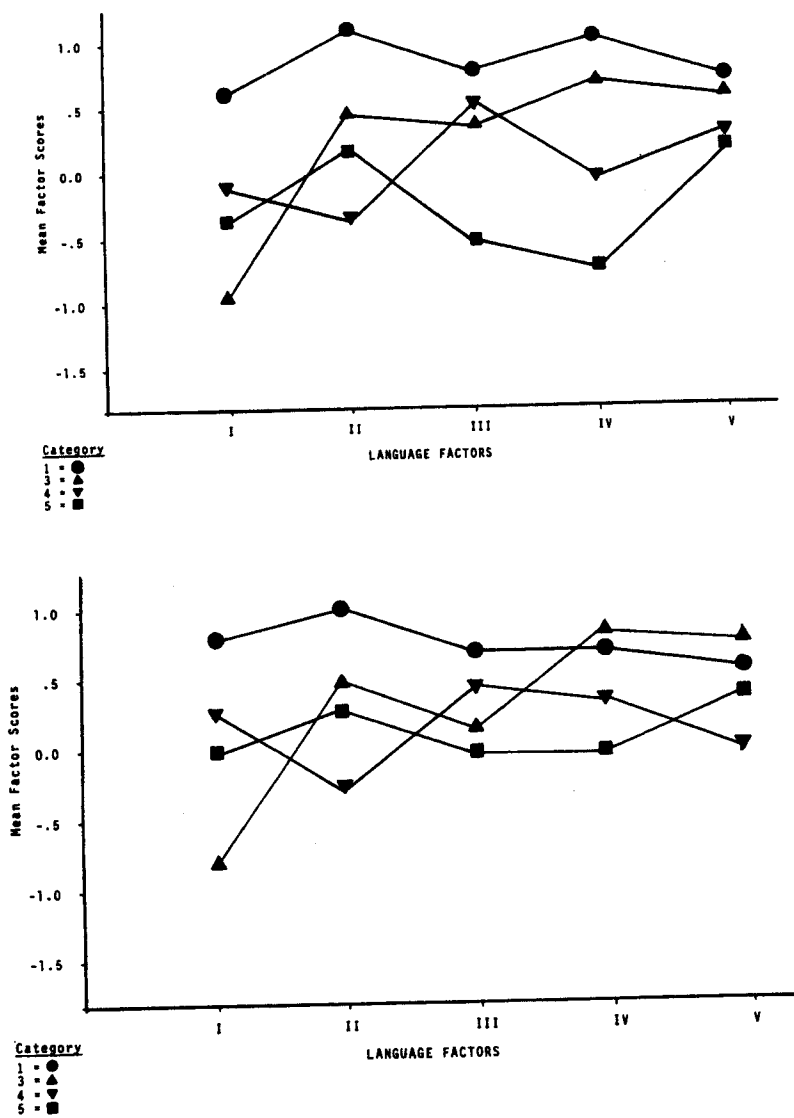 1.0
.5
0.0
-.5
-1.0
-1.5
Mean Factor Scores
I II III IV V
LANGUAGE FACTORS
Category
1 = ●
3 = ▲
4 = ▼
5 = ■
1.0
.5
0.0
-.5
-1.0
-1.5
Mean Factor Scores
I II III IV V
LANGUAGE FACTORS
Category
1 = ●
3 = ▲
4 = ▼
5 = ■